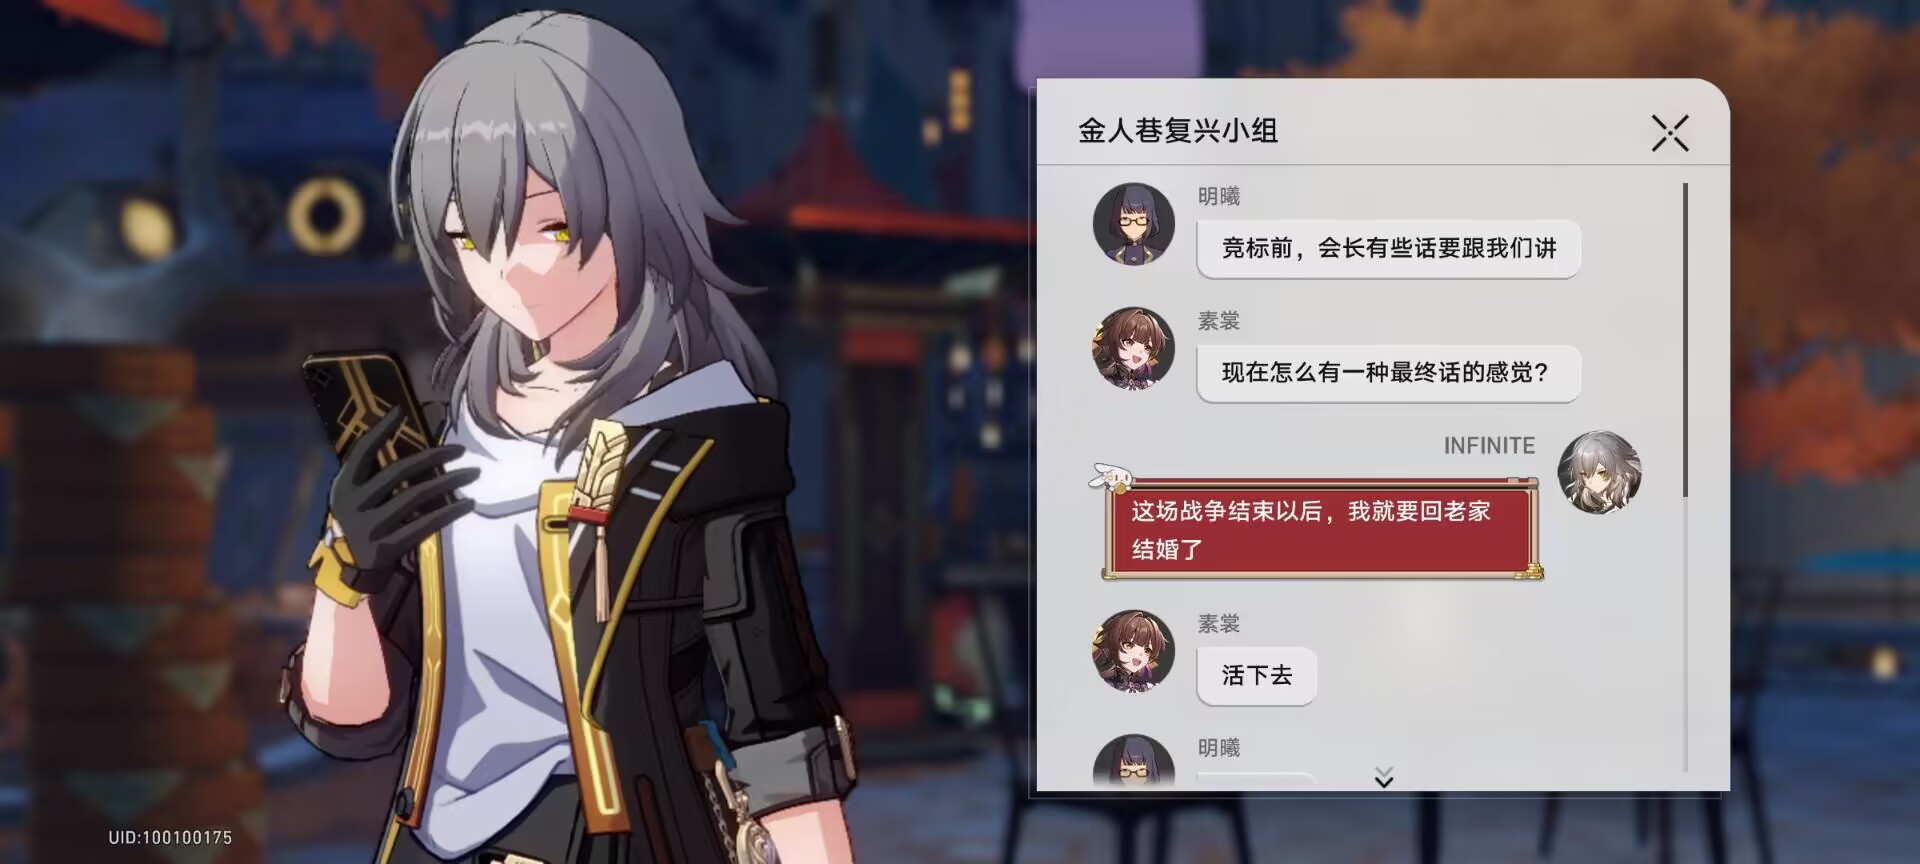 金人巷复兴小组
明曦
竞标前，会长有些话要跟我们讲
素裳
现在怎么有一种最终话的感觉？
INFINITE
这场战争结束以后，我就要回老家
结婚了
素裳
活下去
明曦
UID:100100175